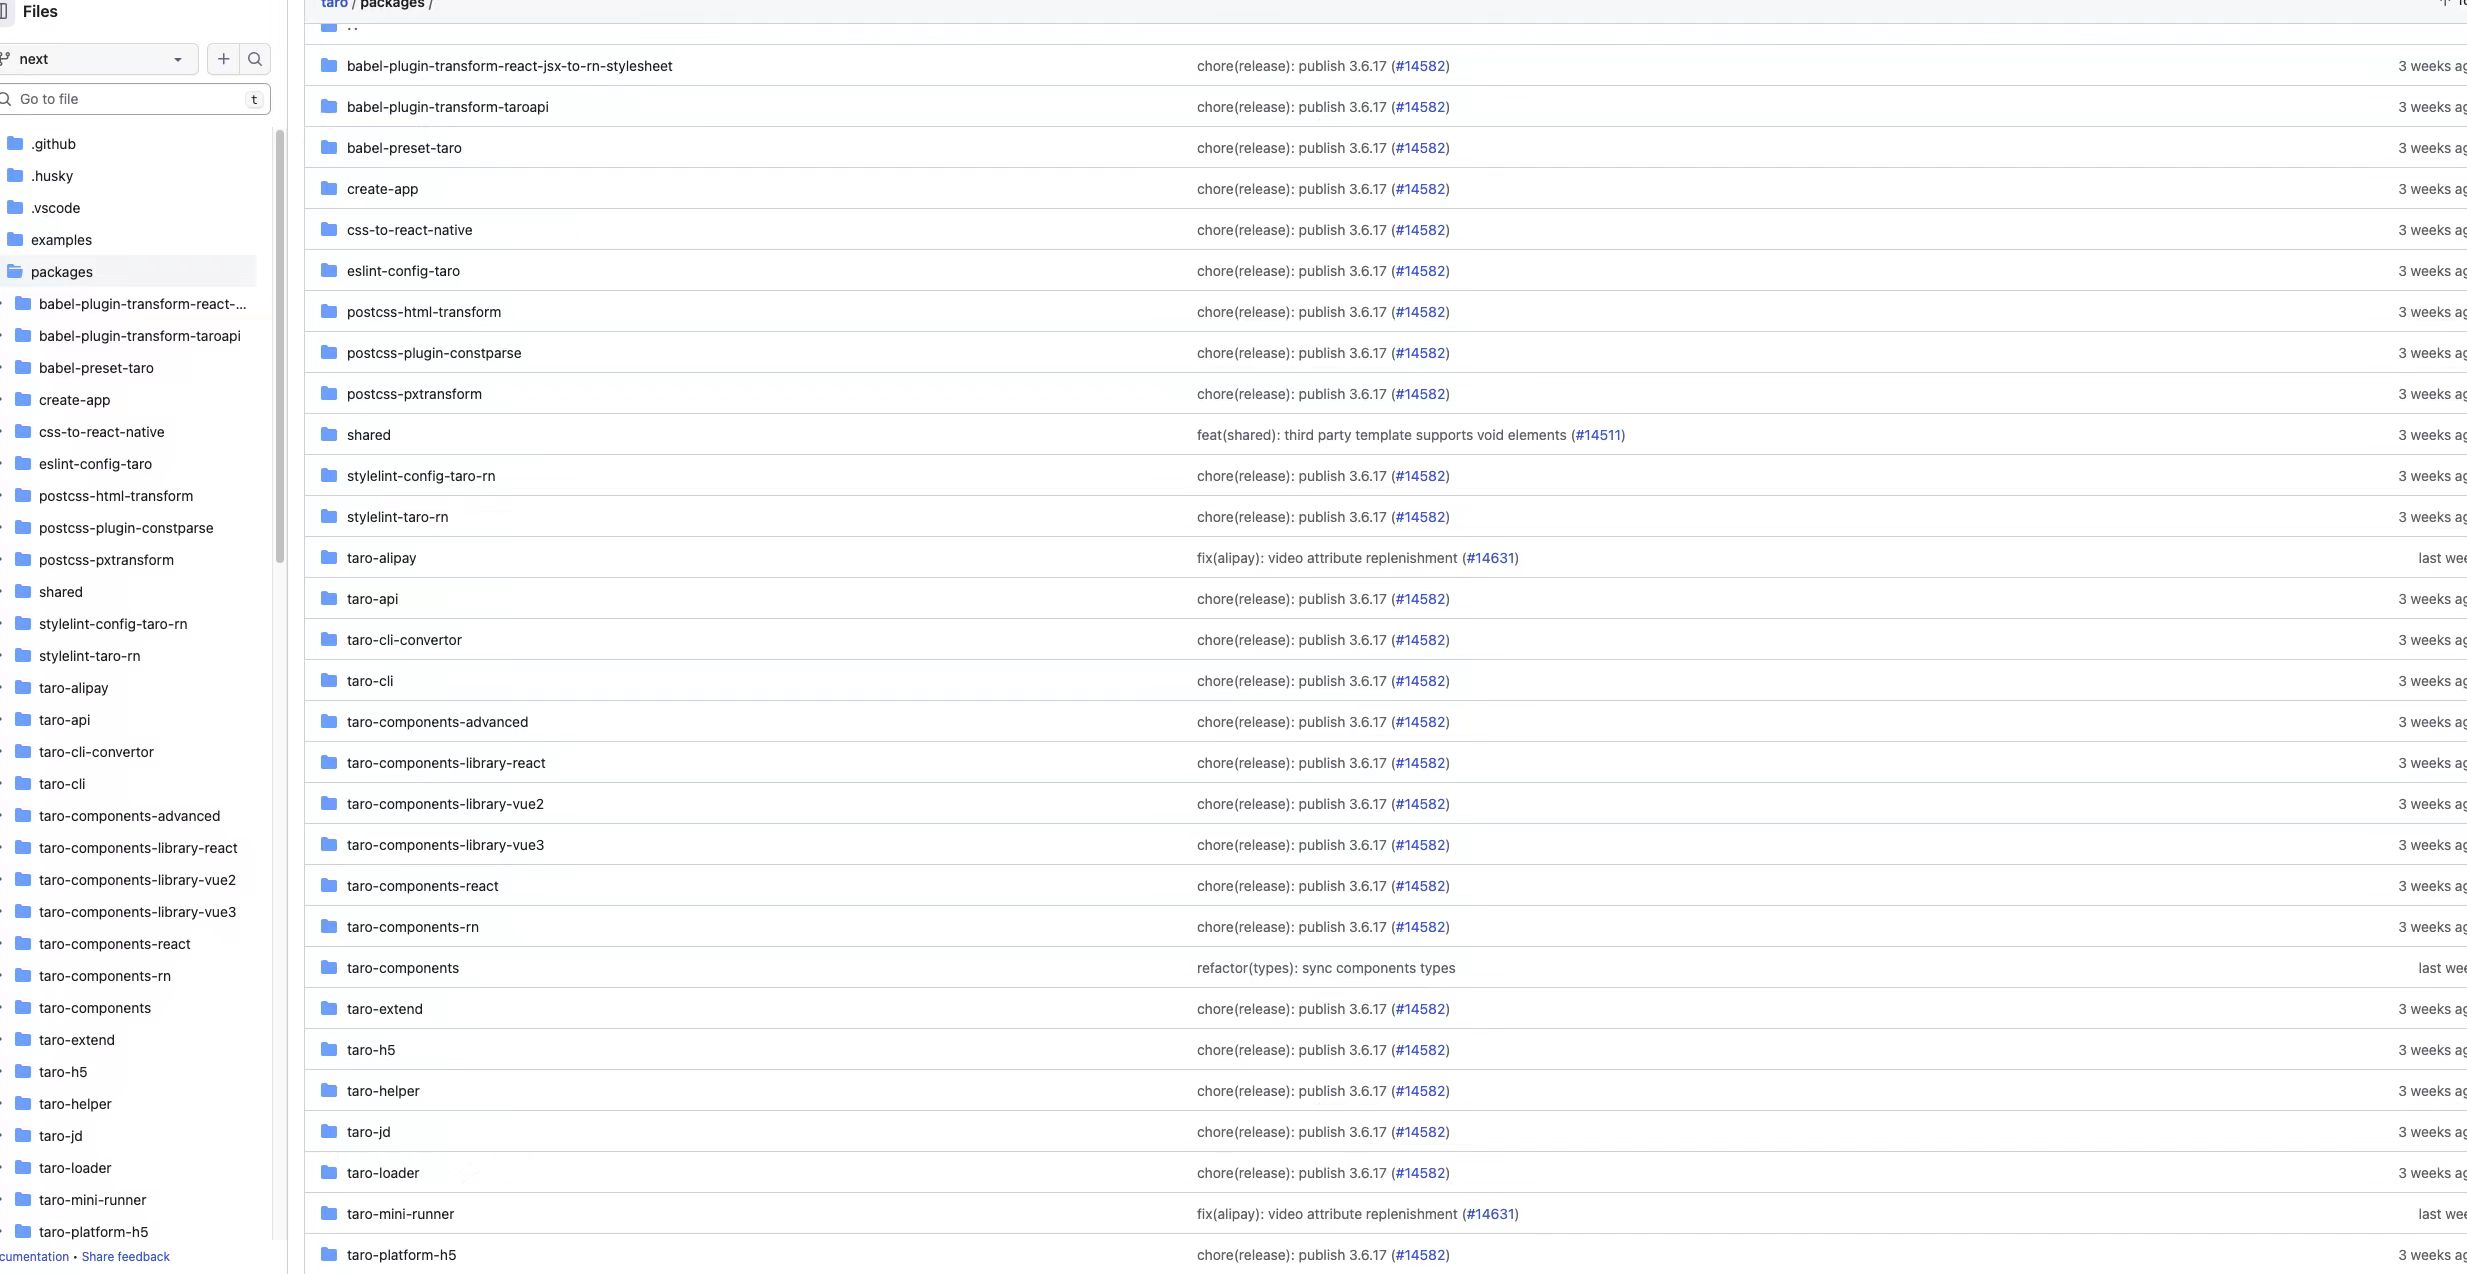 Files
next
Go to file
t
.github
.husky
.vscode
examples
packages
babel-plugin-transform-react-...
babel-plugin-transform-taroapi
babel-preset-taro
create-app
css-to-react-native
eslint-config-taro
postcss-html-transform
postcss-plugin-constparse
postcss-pxtransform
shared
stylelint-config-taro-rn
stylelint-taro-rn
taro-alipay
taro-api
taro-cli-convertor
taro-cli
taro-components-advanced
taro-components-library-react
taro-components-library-vue2
taro-components-library-vue3
taro-components-react
taro-components-rn
taro-components
taro-extend
taro-h5
taro-helper
taro-jd
taro-loader
taro-mini-runner
taro-platform-h5
cumentation • Share feedback
taro / packages /
..
babel-plugin-transform-react-jsx-to-rn-stylesheet chore(release): publish 3.6.17 (#14582) 3 weeks ag
babel-plugin-transform-taroapi chore(release): publish 3.6.17 (#14582) 3 weeks ag
babel-preset-taro chore(release): publish 3.6.17 (#14582) 3 weeks ag
create-app chore(release): publish 3.6.17 (#14582) 3 weeks ag
css-to-react-native chore(release): publish 3.6.17 (#14582) 3 weeks ag
eslint-config-taro chore(release): publish 3.6.17 (#14582) 3 weeks ag
postcss-html-transform chore(release): publish 3.6.17 (#14582) 3 weeks ag
postcss-plugin-constparse chore(release): publish 3.6.17 (#14582) 3 weeks ag
postcss-pxtransform chore(release): publish 3.6.17 (#14582) 3 weeks ag
shared feat(shared): third party template supports void elements (#14511) 3 weeks ag
stylelint-config-taro-rn chore(release): publish 3.6.17 (#14582) 3 weeks ag
stylelint-taro-rn chore(release): publish 3.6.17 (#14582) 3 weeks ag
taro-alipay fix(alipay): video attribute replenishment (#14631) last wee
taro-api chore(release): publish 3.6.17 (#14582) 3 weeks ag
taro-cli-convertor chore(release): publish 3.6.17 (#14582) 3 weeks ag
taro-cli chore(release): publish 3.6.17 (#14582) 3 weeks ag
taro-components-advanced chore(release): publish 3.6.17 (#14582) 3 weeks ag
taro-components-library-react chore(release): publish 3.6.17 (#14582) 3 weeks ag
taro-components-library-vue2 chore(release): publish 3.6.17 (#14582) 3 weeks ag
taro-components-library-vue3 chore(release): publish 3.6.17 (#14582) 3 weeks ag
taro-components-react chore(release): publish 3.6.17 (#14582) 3 weeks ag
taro-components-rn chore(release): publish 3.6.17 (#14582) 3 weeks ag
taro-components refactor(types): sync components types last wee
taro-extend chore(release): publish 3.6.17 (#14582) 3 weeks ag
taro-h5 chore(release): publish 3.6.17 (#14582) 3 weeks ag
taro-helper chore(release): publish 3.6.17 (#14582) 3 weeks ag
taro-jd chore(release): publish 3.6.17 (#14582) 3 weeks ag
taro-loader chore(release): publish 3.6.17 (#14582) 3 weeks ag
taro-mini-runner fix(alipay): video attribute replenishment (#14631) last wee
taro-platform-h5 chore(release): publish 3.6.17 (#14582) 3 weeks ag